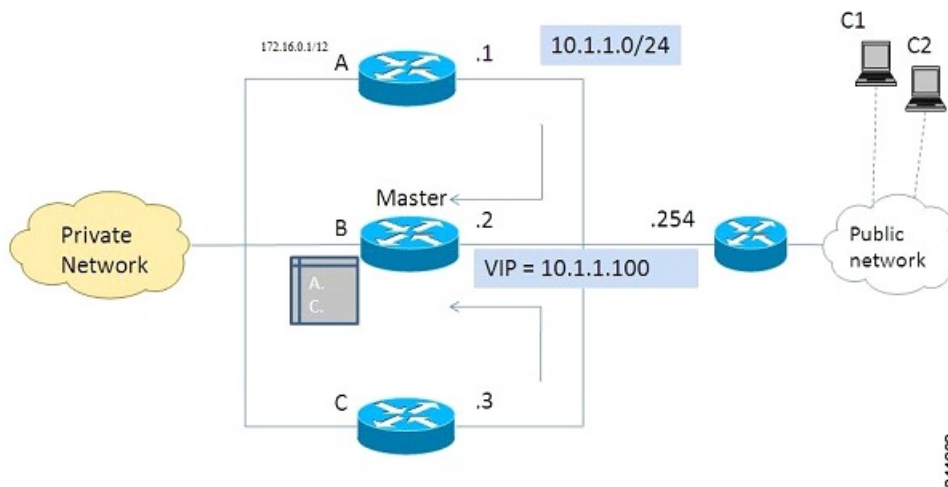 172.16.0.1/12
A
.1
10.1.1.0/24
C1
C2
Master
B
.2
.254
Private
Network
VIP = 10.1.1.100
Public
network
A.
C.
C
.3